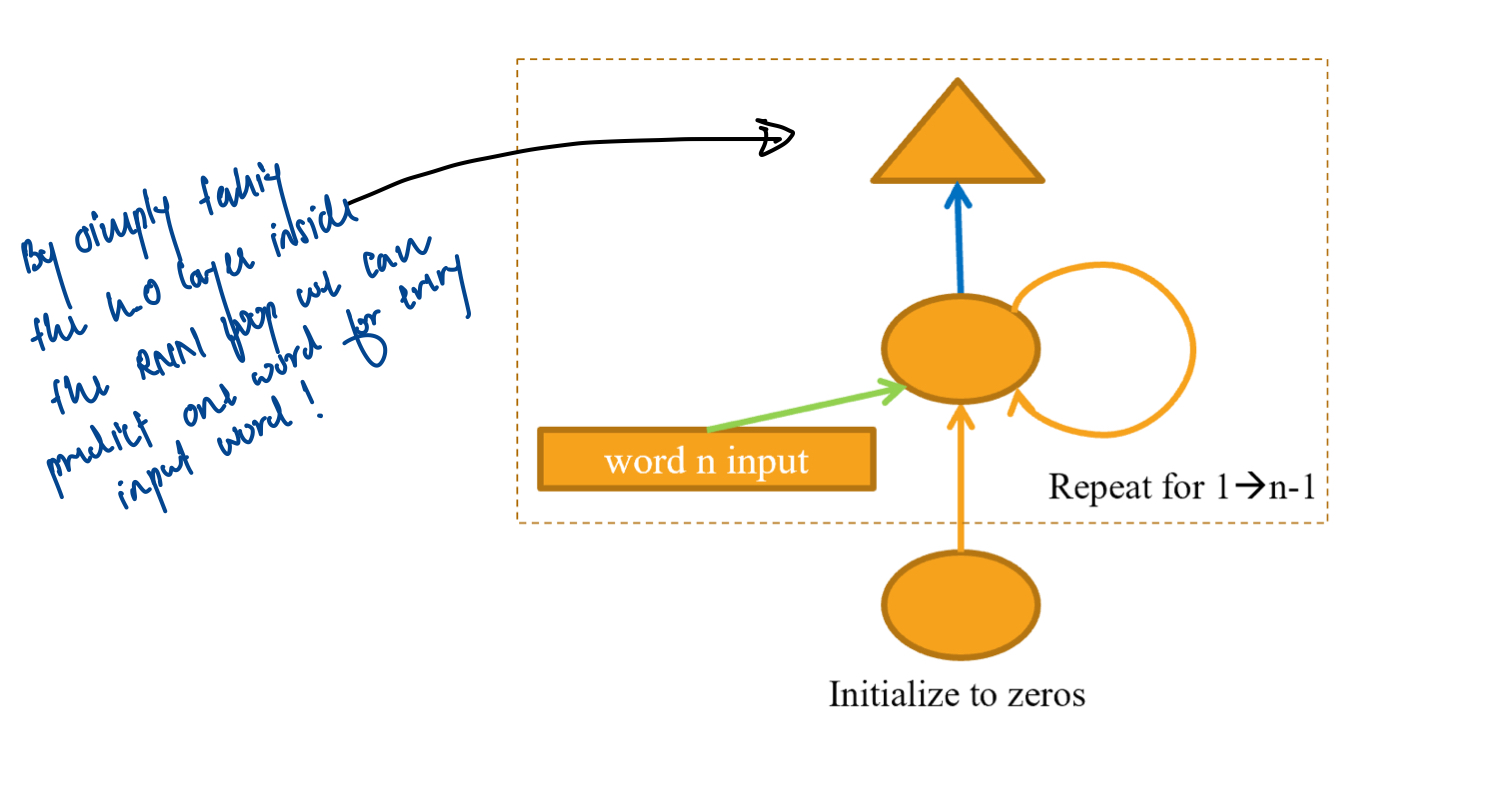 By simply taking
the h-o layer inside
the RNN loop we can
predict one word for every
input word!
word n input
Repeat for 1→n-1
Initialize to zeros